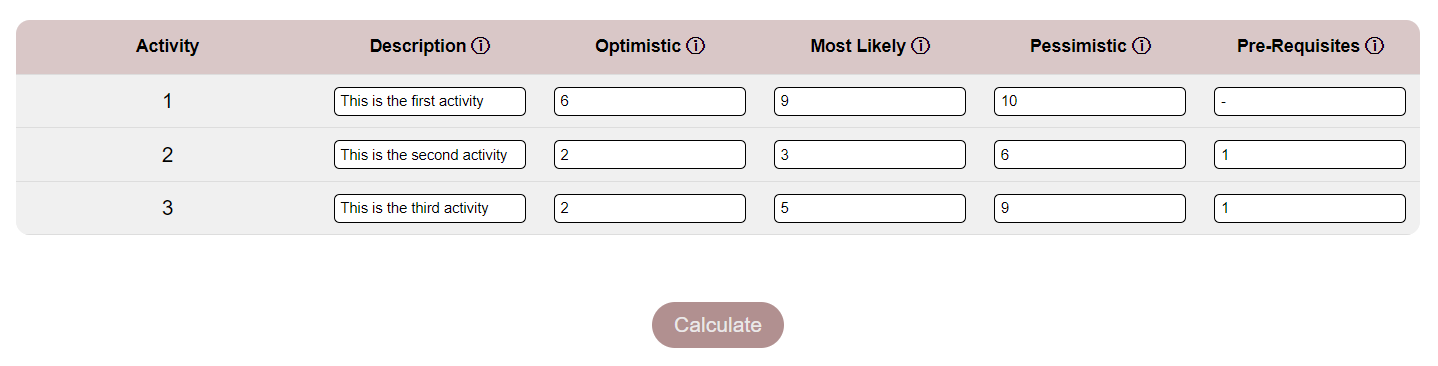 Activity Description ⓘ Optimistic ⓘ Most Likely ⓘ Pessimistic ⓘ Pre-Requisites ⓘ
1 This is the first activity 6 9 10 -
2 This is the second activity 2 3 6 1
3 This is the third activity 2 5 9 1
Calculate